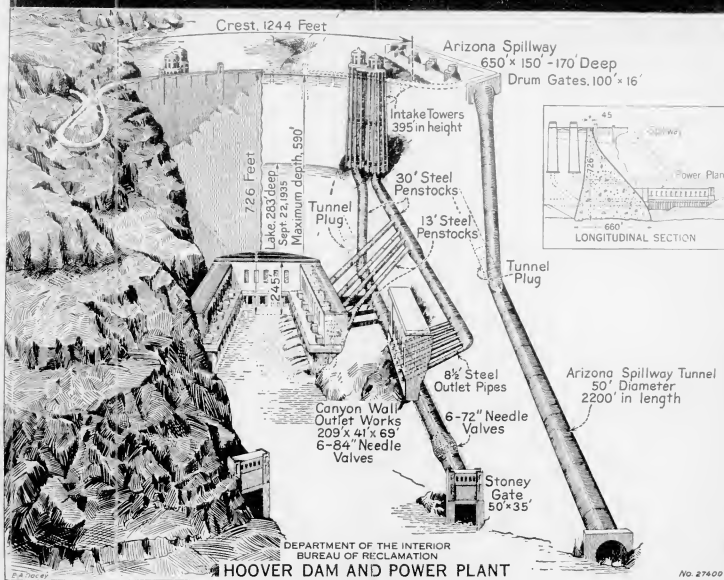 Crest, 1244 Feet
Arizona Spillway
650' x 150' - 170' Deep
Drum Gates, 100' x 16'
Intake Towers
395' in height
726 Feet
Lake, 283' deep
Sept. 22, 1935
Maximum depth, 590'
30' Steel
Penstocks
Tunnel
Plug
13' Steel
Penstocks
245'
45
Spillway
726'
Power Plant
660'
LONGITUDINAL SECTION
Tunnel
Plug
8½' Steel
Outlet Pipes
Arizona Spillway Tunnel
50' Diameter
2200' in length
Canyon Wall
Outlet Works
209' x 41' x 69'
6-84" Needle
Valves
6-72" Needle
Valves
Stoney
Gate
50' x 35'
DEPARTMENT OF THE INTERIOR
BUREAU OF RECLAMATION
HOOVER DAM AND POWER PLANT
No. 27400